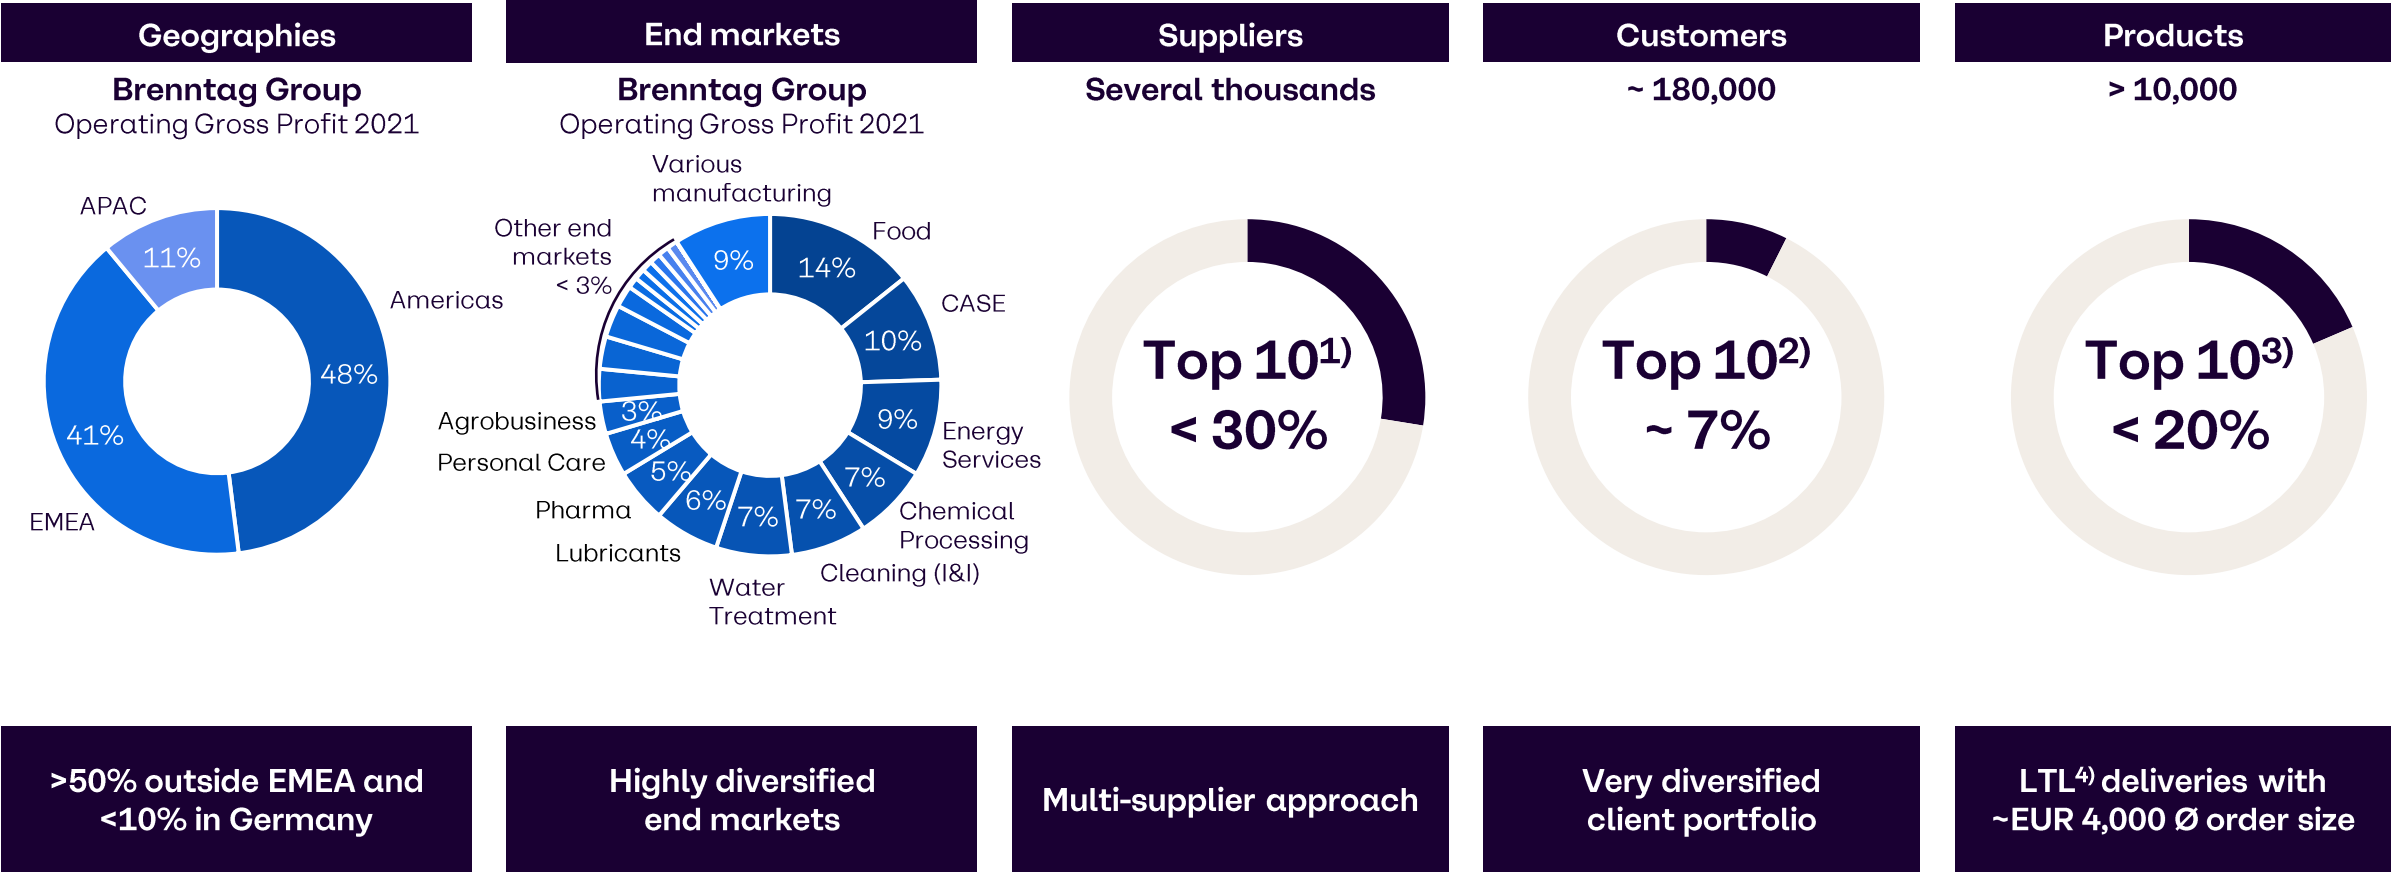 Geographies
Brenntag Group
Operating Gross Profit 2021
APAC
11%
Americas
48%
41%
EMEA
>50% outside EMEA and
<10% in Germany
End markets
Brenntag Group
Operating Gross Profit 2021
Various
manufacturing
Other end
markets
< 3%
9%
Food
14%
CASE
10%
9%
Energy
Services
7%
Chemical
Processing
7%
Cleaning (I&I)
7%
Water
Treatment
6%
Lubricants
5%
Pharma
4%
Personal Care
3%
Agrobusiness
Highly diversified
end markets
Suppliers
Several thousands
Top 10¹⁾
< 30%
Multi-supplier approach
Customers
~ 180,000
Top 10²⁾
~ 7%
Very diversified
client portfolio
Products
> 10,000
Top 10³⁾
< 20%
LTL⁴⁾ deliveries with
~EUR 4,000 Ø order size